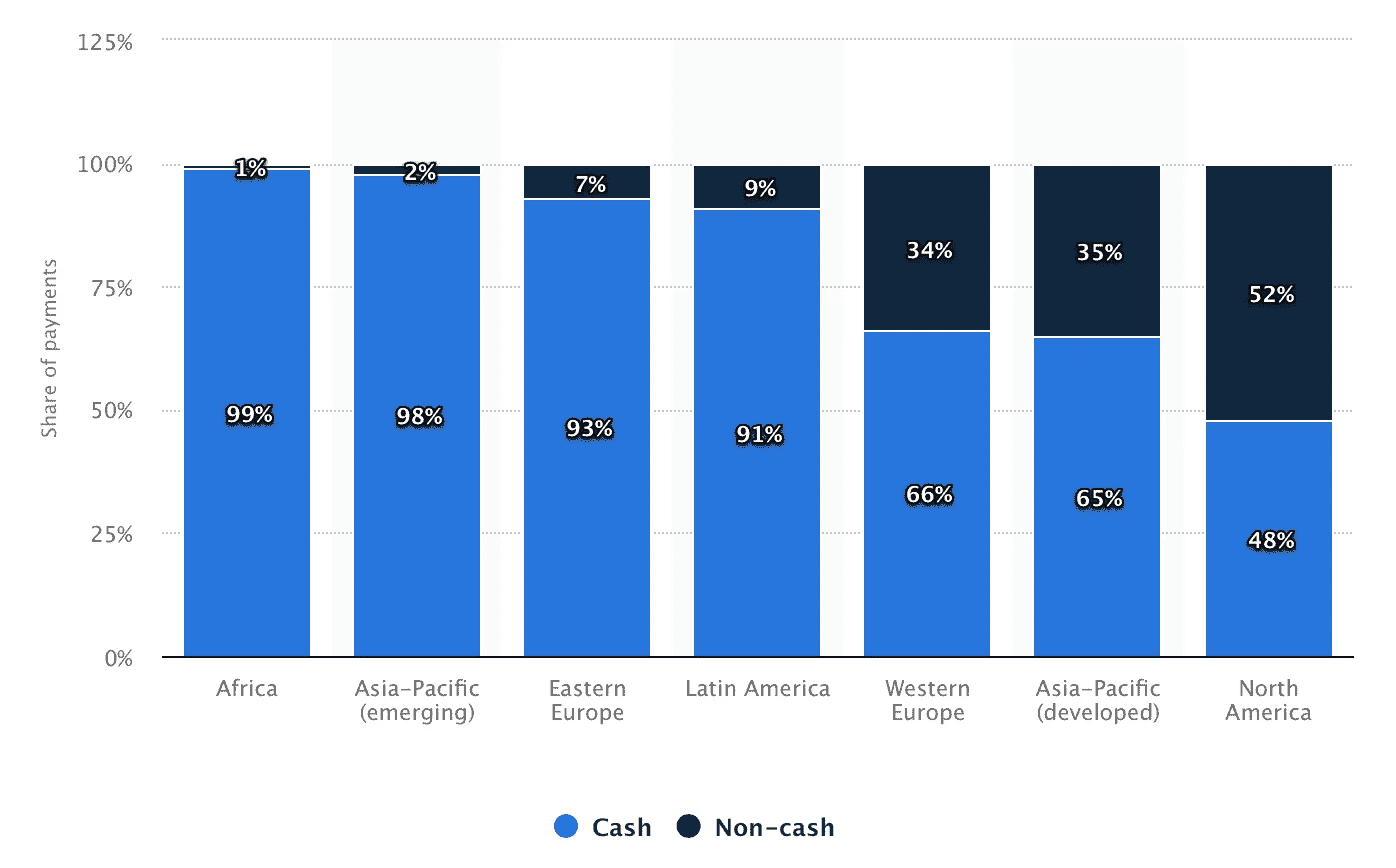 125%
100%
75%
50%
25%
0%
Share of payments
1%
2%
7%
9%
34%
35%
52%
99%
98%
93%
91%
66%
65%
48%
Africa
Asia–Pacific
(emerging)
Eastern
Europe
Latin America
Western
Europe
Asia–Pacific
(developed)
North
America
Cash
Non–cash